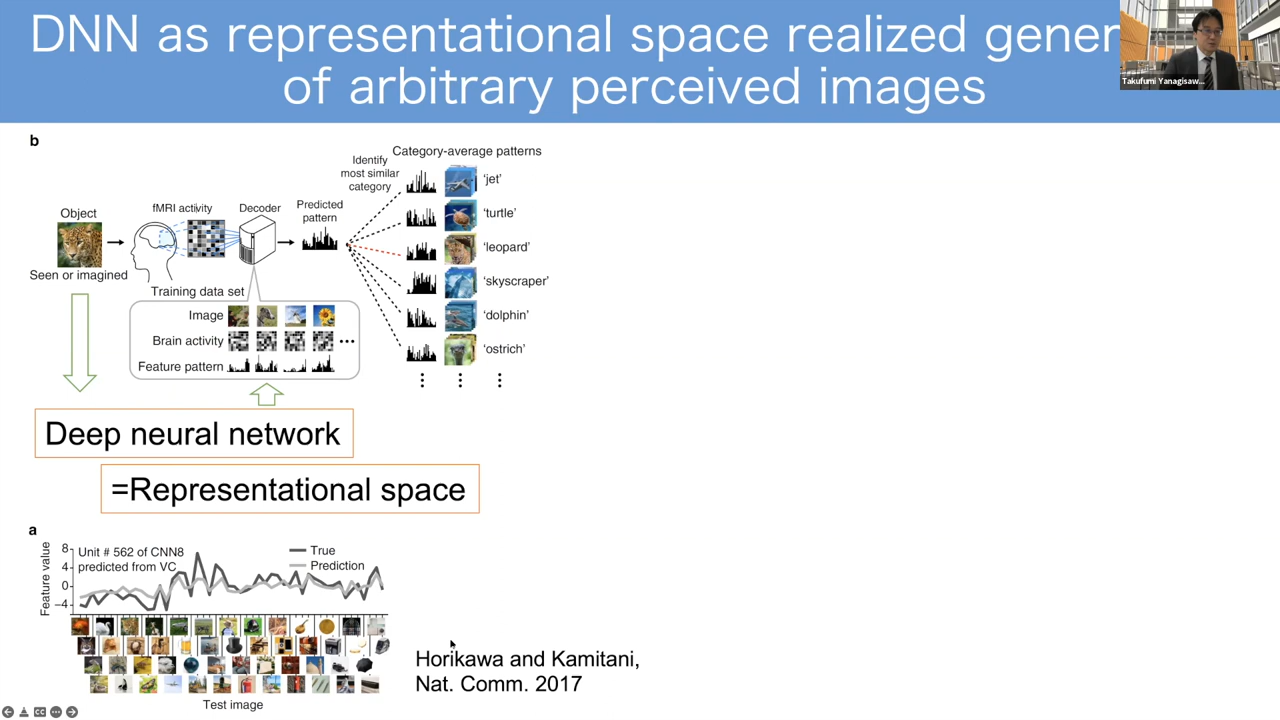 DNN as representational space realized gener
of arbitrary perceived images
Takufumi Yanagisaw...
b
Category-average patterns
Identify
most similar
category
Object
fMRI activity
Decoder
Predicted
pattern
Seen or imagined
'jet'
'turtle'
'leopard'
'skyscraper'
'dolphin'
'ostrich'
Training data set
Image
Brain activity
Feature pattern
Deep neural network
=Representational space
a
Feature value
8
4
0
−4
Unit # 562 of CNN8
predicted from VC
True
Prediction
Test image
Horikawa and Kamitani,
Nat. Comm. 2017
CC